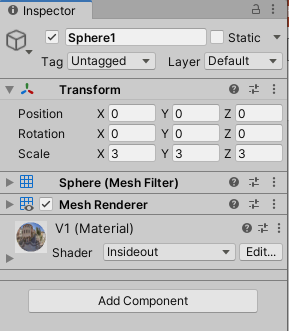 Inspector
Sphere1 Static
Tag Untagged Layer Default
Transform
Position X 0 Y 0 Z 0
Rotation X 0 Y 0 Z 0
Scale X 3 Y 3 Z 3
Sphere (Mesh Filter)
Mesh Renderer
V1 (Material)
Shader Insideout Edit...
Add Component